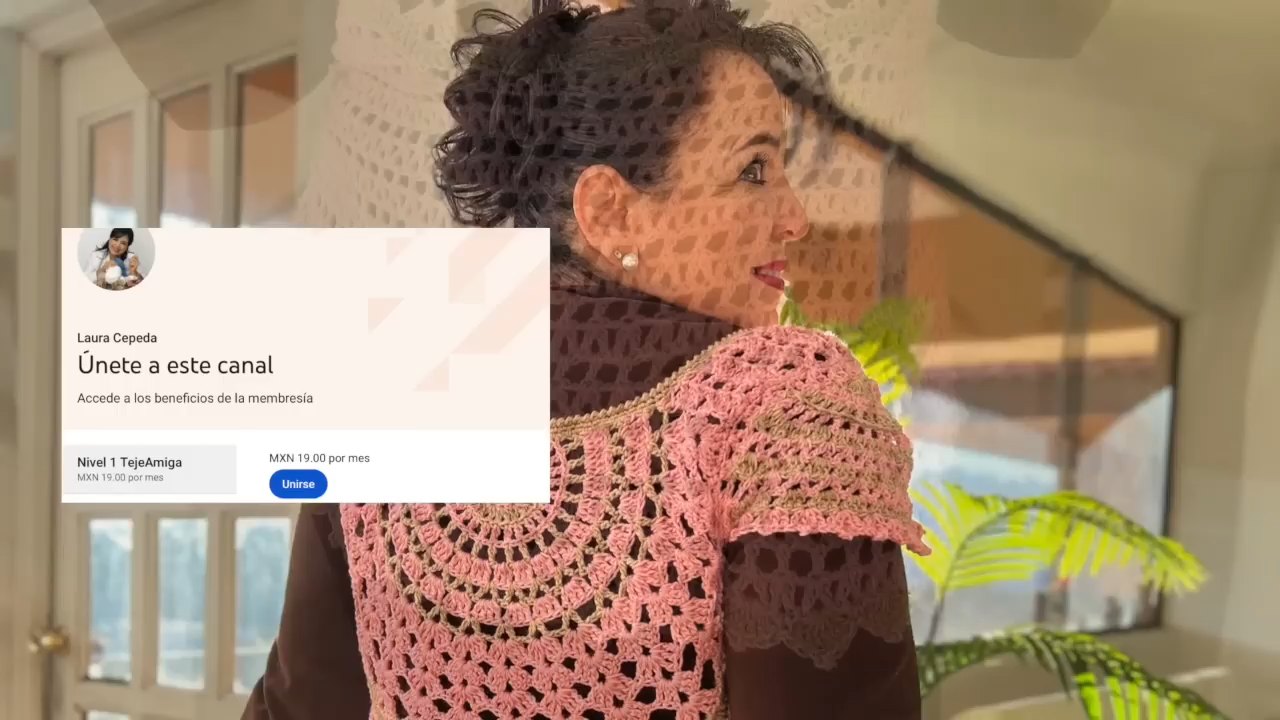 Laura Cepeda
Únete a este canal
Accede a los beneficios de la membresía
Nivel 1 TejeAmiga
MXN 19.00 por mes
MXN 19.00 por mes
Unirse